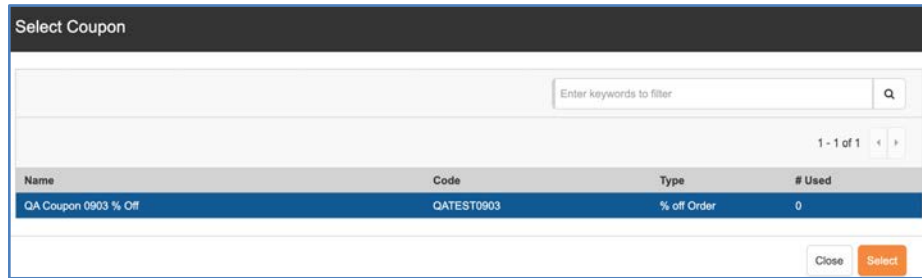 Select Coupon
Enter keywords to filter
1 - 1 of 1
Name Code Type # Used
QA Coupon 0903 % Off QATEST0903 % off Order 0
Close Select